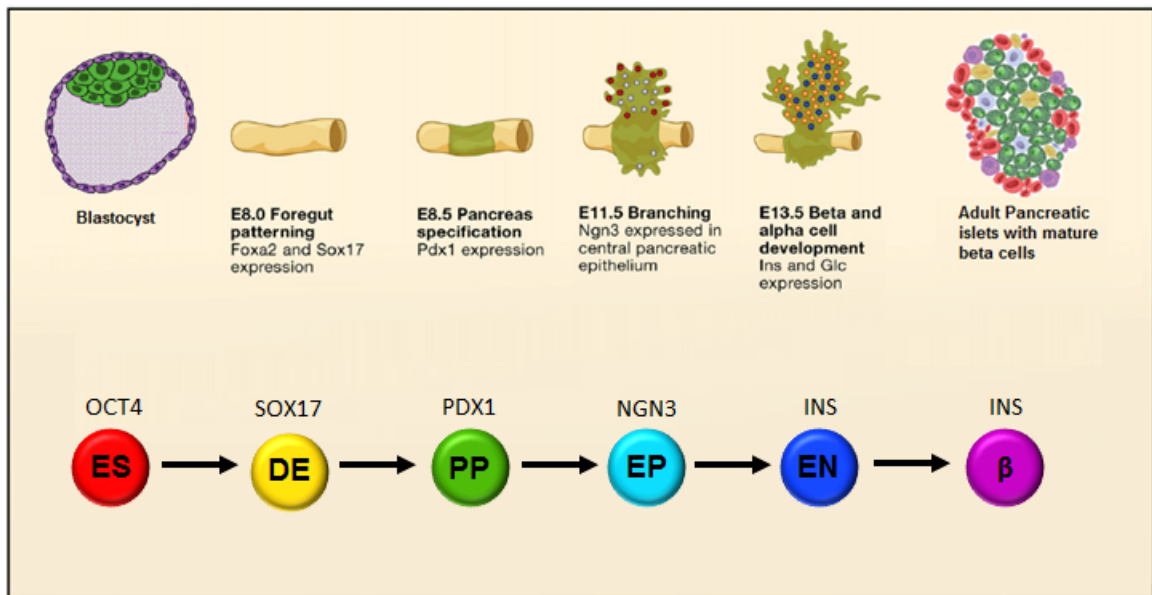 Blastocyst
E8.0 Foregut
patterning
Foxa2 and Sox17
expression
E8.5 Pancreas
specification
Pdx1 expression
E11.5 Branching
Ngn3 expressed in
central pancreatic
epithelium
E13.5 Beta and
alpha cell
development
Ins and Glc
expression
Adult Pancreatic
islets with mature
beta cells
OCT4
SOX17
PDX1
NGN3
INS
INS
ES
DE
PP
EP
EN
β